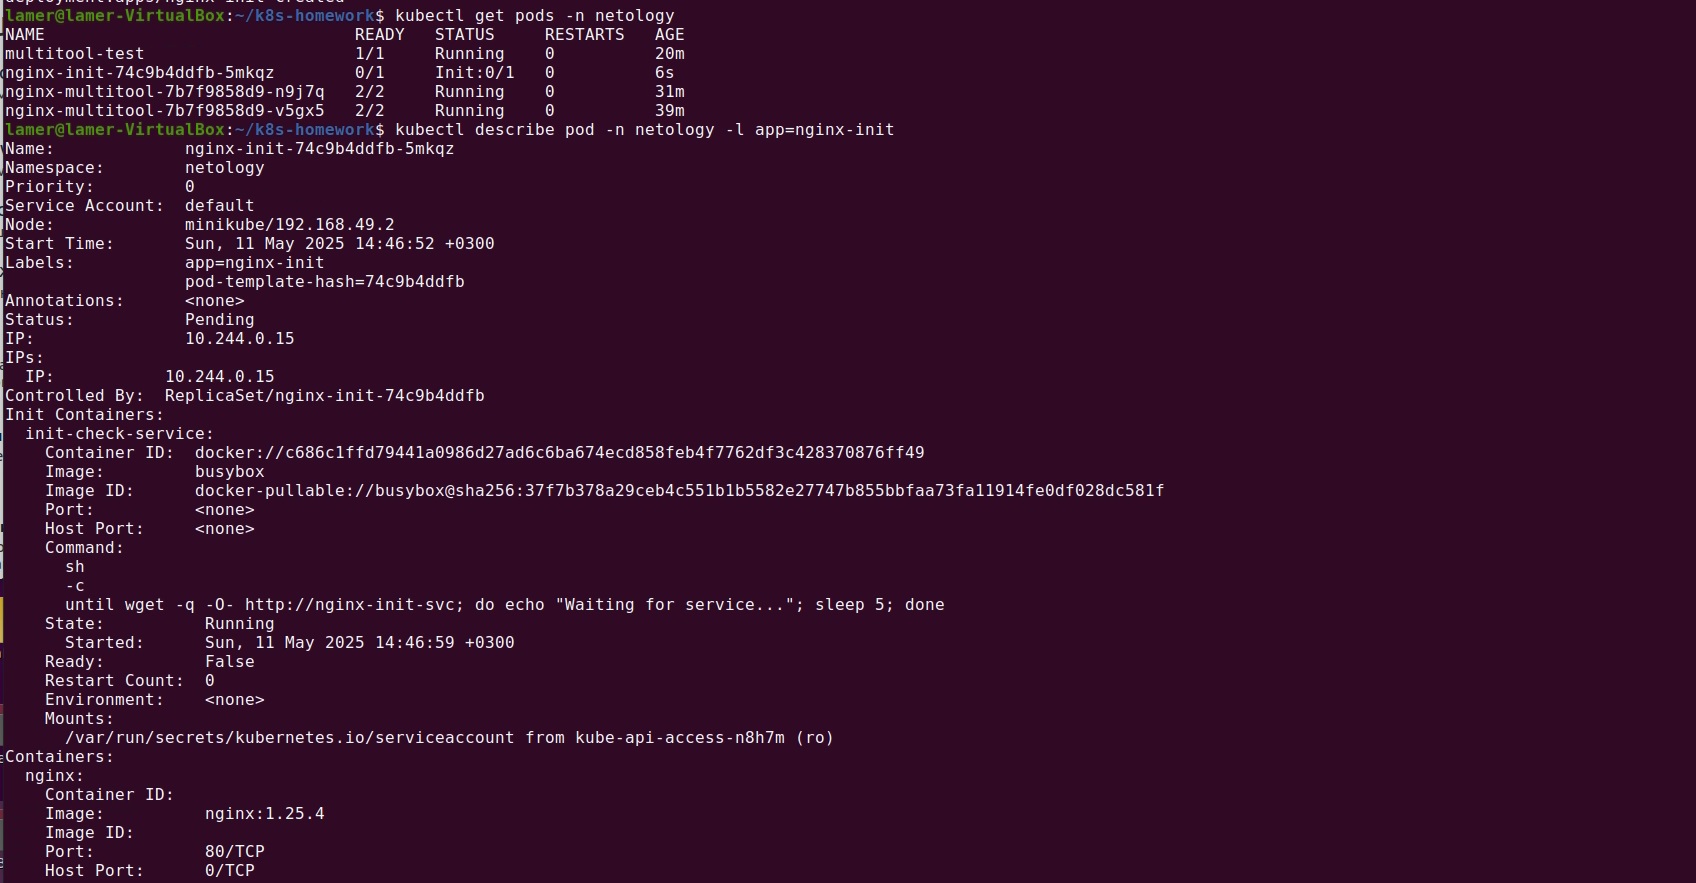 deployment.apps/nginx-init created
lamer@lamer-VirtualBox:~/k8s-homework$ kubectl get pods -n netology
NAME                               READY   STATUS     RESTARTS   AGE
multitool-test                     1/1     Running    0          20m
nginx-init-74c9b4ddfb-5mkqz        0/1     Init:0/1   0          6s
nginx-multitool-7b7f9858d9-n9j7q   2/2     Running    0          31m
nginx-multitool-7b7f9858d9-v5gx5   2/2     Running    0          39m
lamer@lamer-VirtualBox:~/k8s-homework$ kubectl describe pod -n netology -l app=nginx-init
Name:             nginx-init-74c9b4ddfb-5mkqz
Namespace:        netology
Priority:         0
Service Account:  default
Node:             minikube/192.168.49.2
Start Time:       Sun, 11 May 2025 14:46:52 +0300
Labels:           app=nginx-init
                  pod-template-hash=74c9b4ddfb
Annotations:      <none>
Status:           Pending
IP:               10.244.0.15
IPs:
  IP:           10.244.0.15
Controlled By:  ReplicaSet/nginx-init-74c9b4ddfb
Init Containers:
  init-check-service:
    Container ID:  docker://c686c1ffd79441a0986d27ad6c6ba674ecd858feb4f7762df3c428370876ff49
    Image:         busybox
    Image ID:      docker-pullable://busybox@sha256:37f7b378a29ceb4c551b1b5582e27747b855bbfaa73fa11914fe0df028dc581f
    Port:          <none>
    Host Port:     <none>
    Command:
      sh
      -c
      until wget -q -O- http://nginx-init-svc; do echo "Waiting for service..."; sleep 5; done
    State:          Running
      Started:      Sun, 11 May 2025 14:46:59 +0300
    Ready:          False
    Restart Count:  0
    Environment:    <none>
    Mounts:
      /var/run/secrets/kubernetes.io/serviceaccount from kube-api-access-n8h7m (ro)
Containers:
  nginx:
    Container ID:
    Image:          nginx:1.25.4
    Image ID:
    Port:           80/TCP
    Host Port:      0/TCP